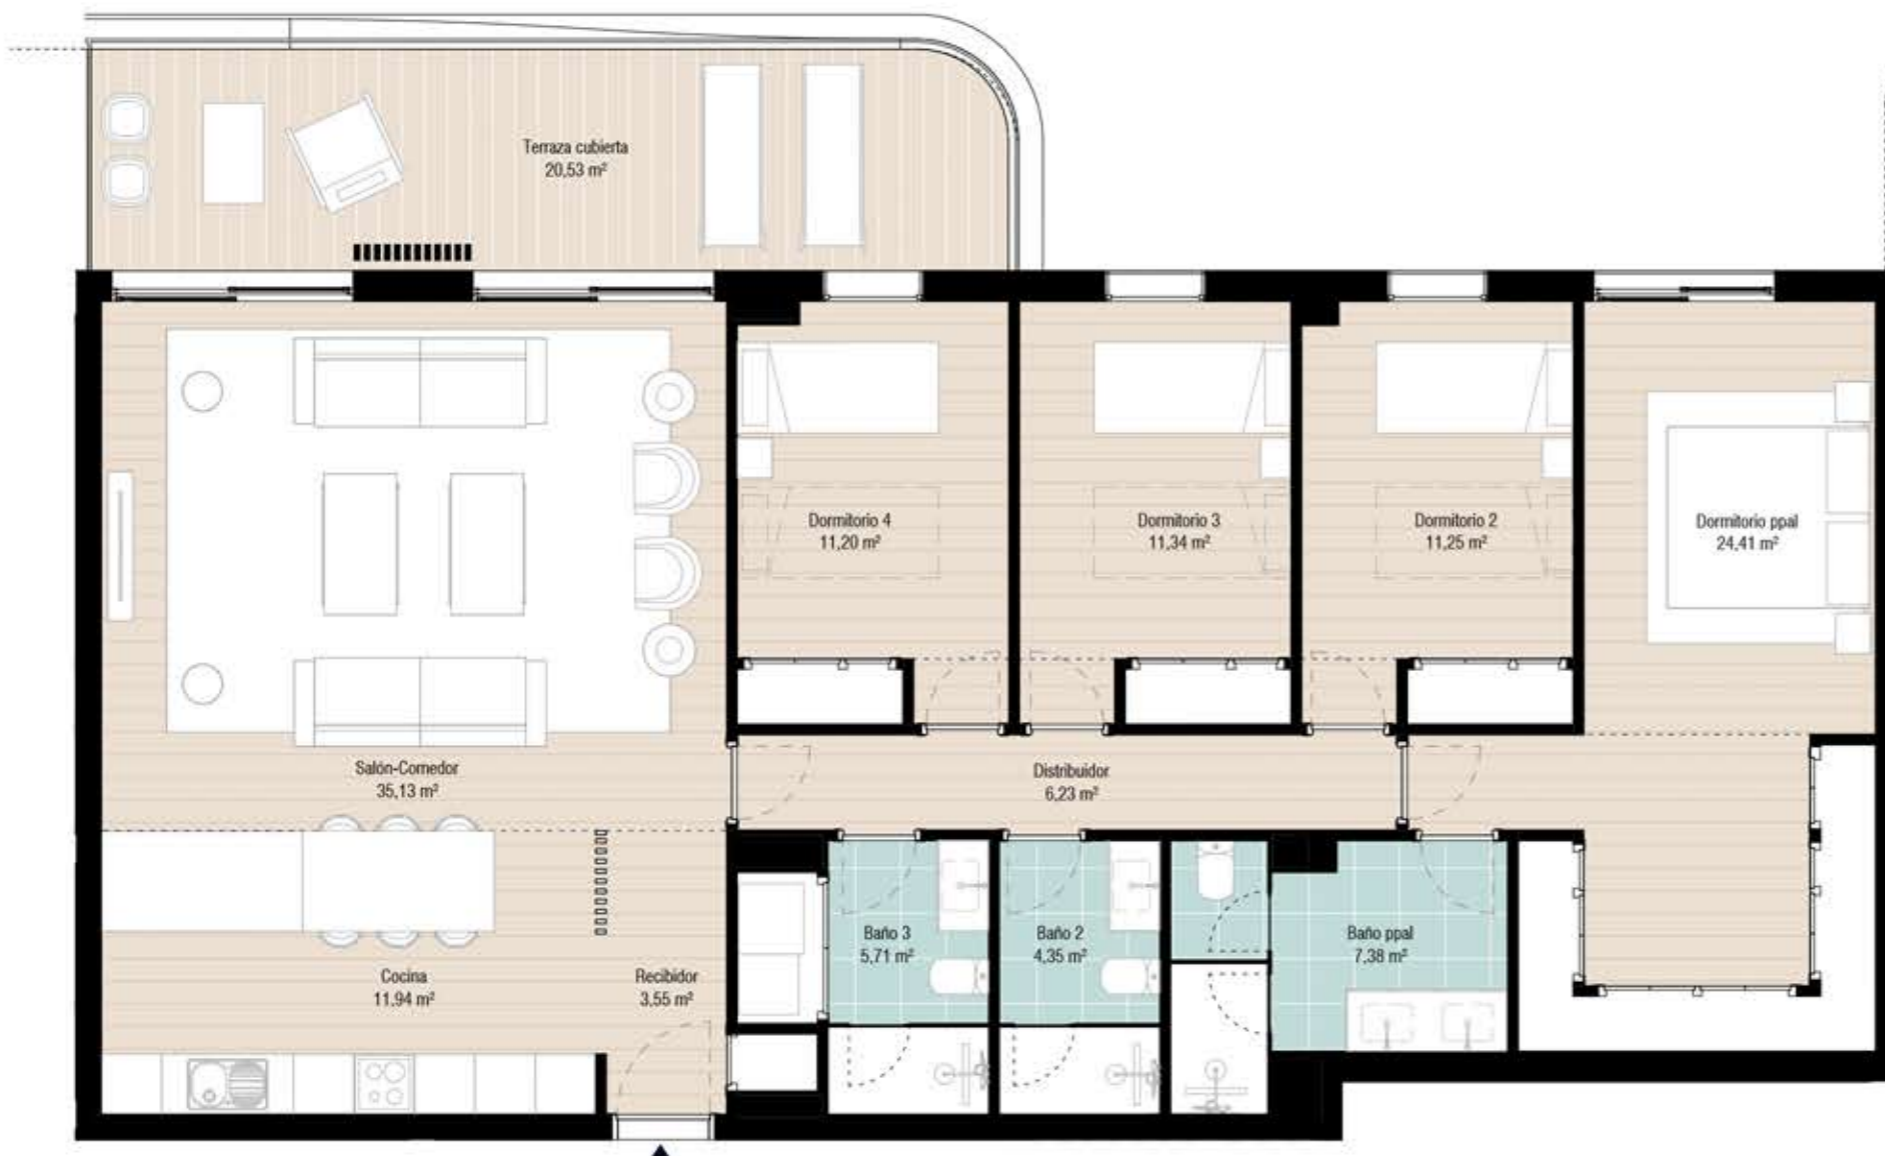 Terraza cubierta
20,53 m²
Dormitorio 4
11,20 m²
Dormitorio 3
11,34 m²
Dormitorio 2
11,25 m²
Dormitorio ppal
24,41 m²
Salón-Comedor
35,13 m²
Distribuidor
6,23 m²
Cocina
11,94 m²
Recibidor
3,55 m²
Baño 3
5,71 m²
Baño 2
4,35 m²
Baño ppal
7,38 m²